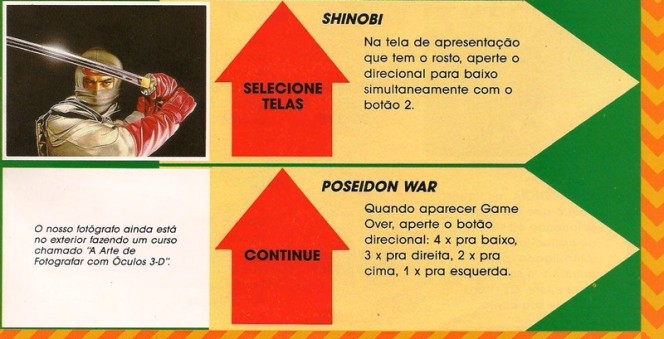 SHINOBI
SELECIONE
TELAS
Na tela de apresentação
que tem o rosto, aperte o
direcional para baixo
simultaneamente com o
botão 2.
POSEIDON WAR
O nosso fotógrafo ainda está
no exterior fazendo um curso
chamado "A Arte de
Fotografar com Óculos 3-D".
CONTINUE
Quando aparecer Game
Over, aperte o botão
direcional: 4 x pra baixo,
3 x pra direita, 2 x pra
cima, 1 x pra esquerda.